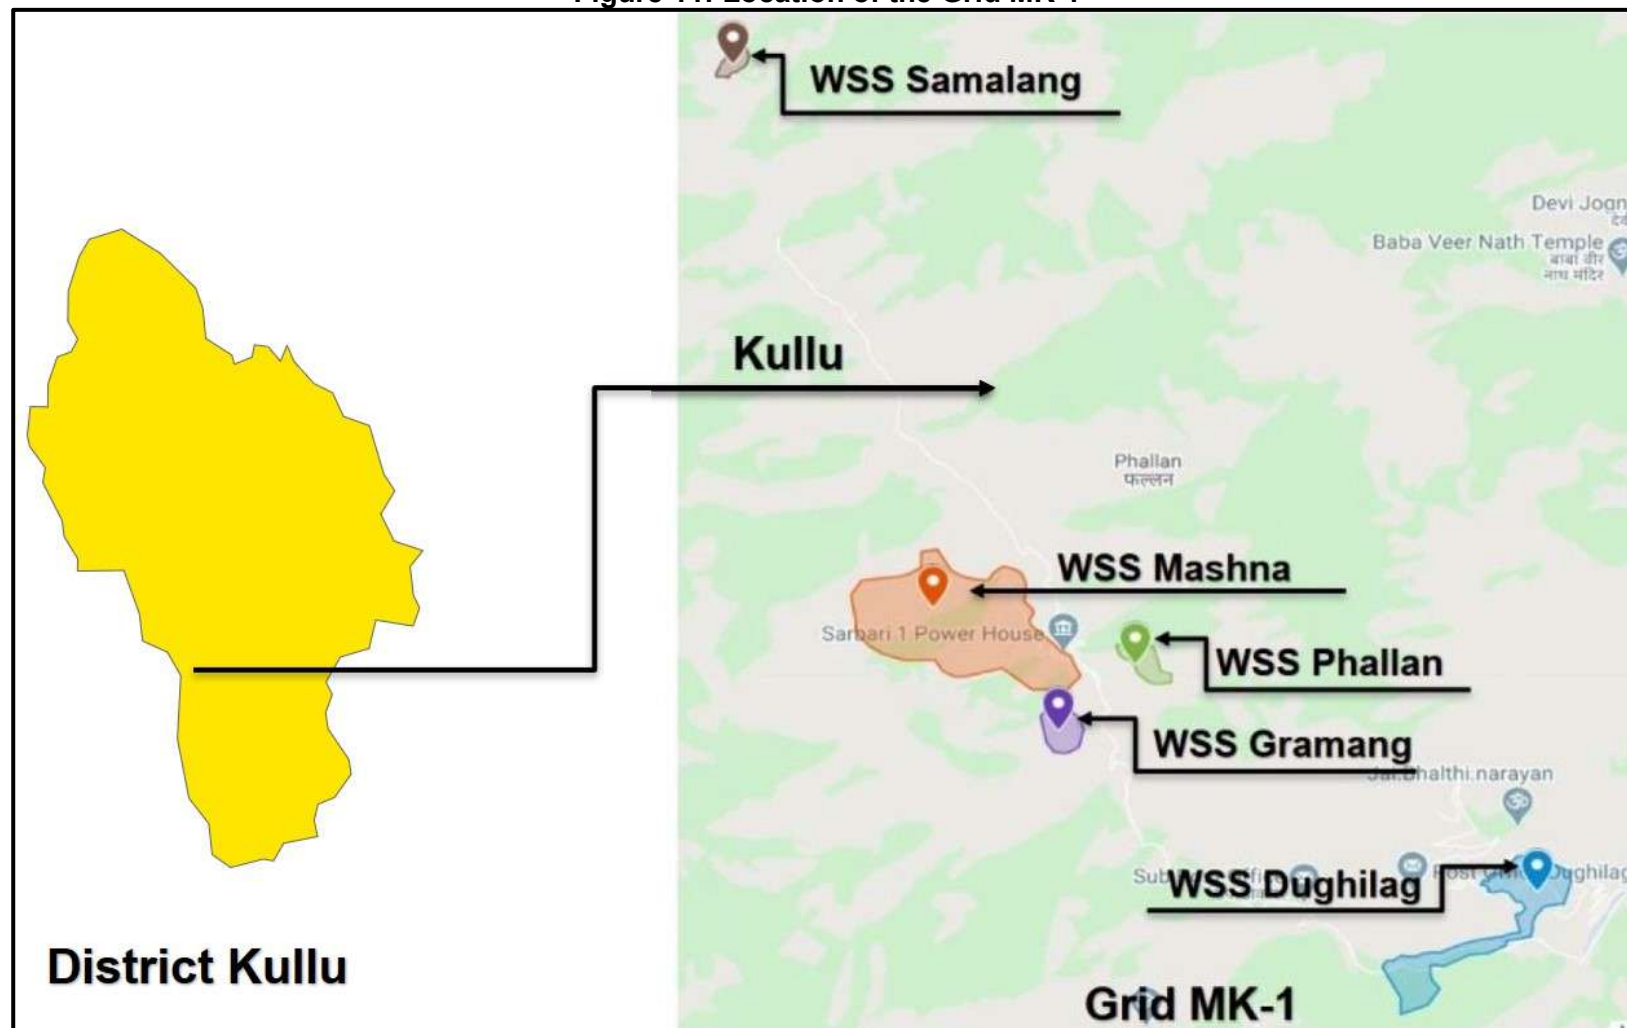 WSS Samalang
Devi Jogn
Baba Veer Nath Temple
बाबा वीर
नाथ मंदिर
Kullu
Phallan
फल्लन
WSS Mashna
Sarbari 1 Power House
WSS Phallan
WSS Gramang
narayan
WSS Dughilag
District Kullu
Grid MK-1